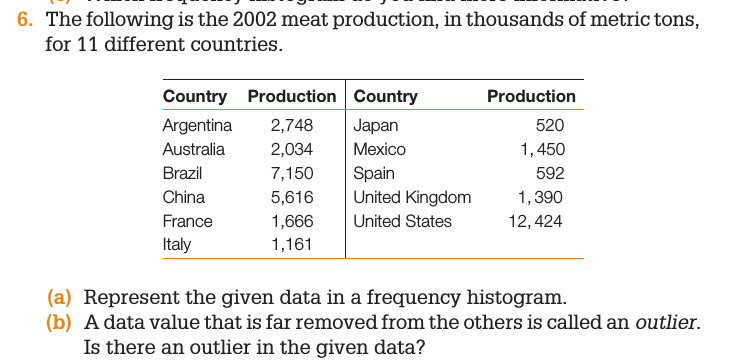 6. The following is the 2002 meat production, in thousands of metric tons,
for 11 different countries.
Country Production Country Production
Argentina 2,748 Japan 520
Australia 2,034 Mexico 1,450
Brazil 7,150 Spain 592
China 5,616 United Kingdom 1,390
France 1,666 United States 12,424
Italy 1,161
(a) Represent the given data in a frequency histogram.
(b) A data value that is far removed from the others is called an outlier.
Is there an outlier in the given data?